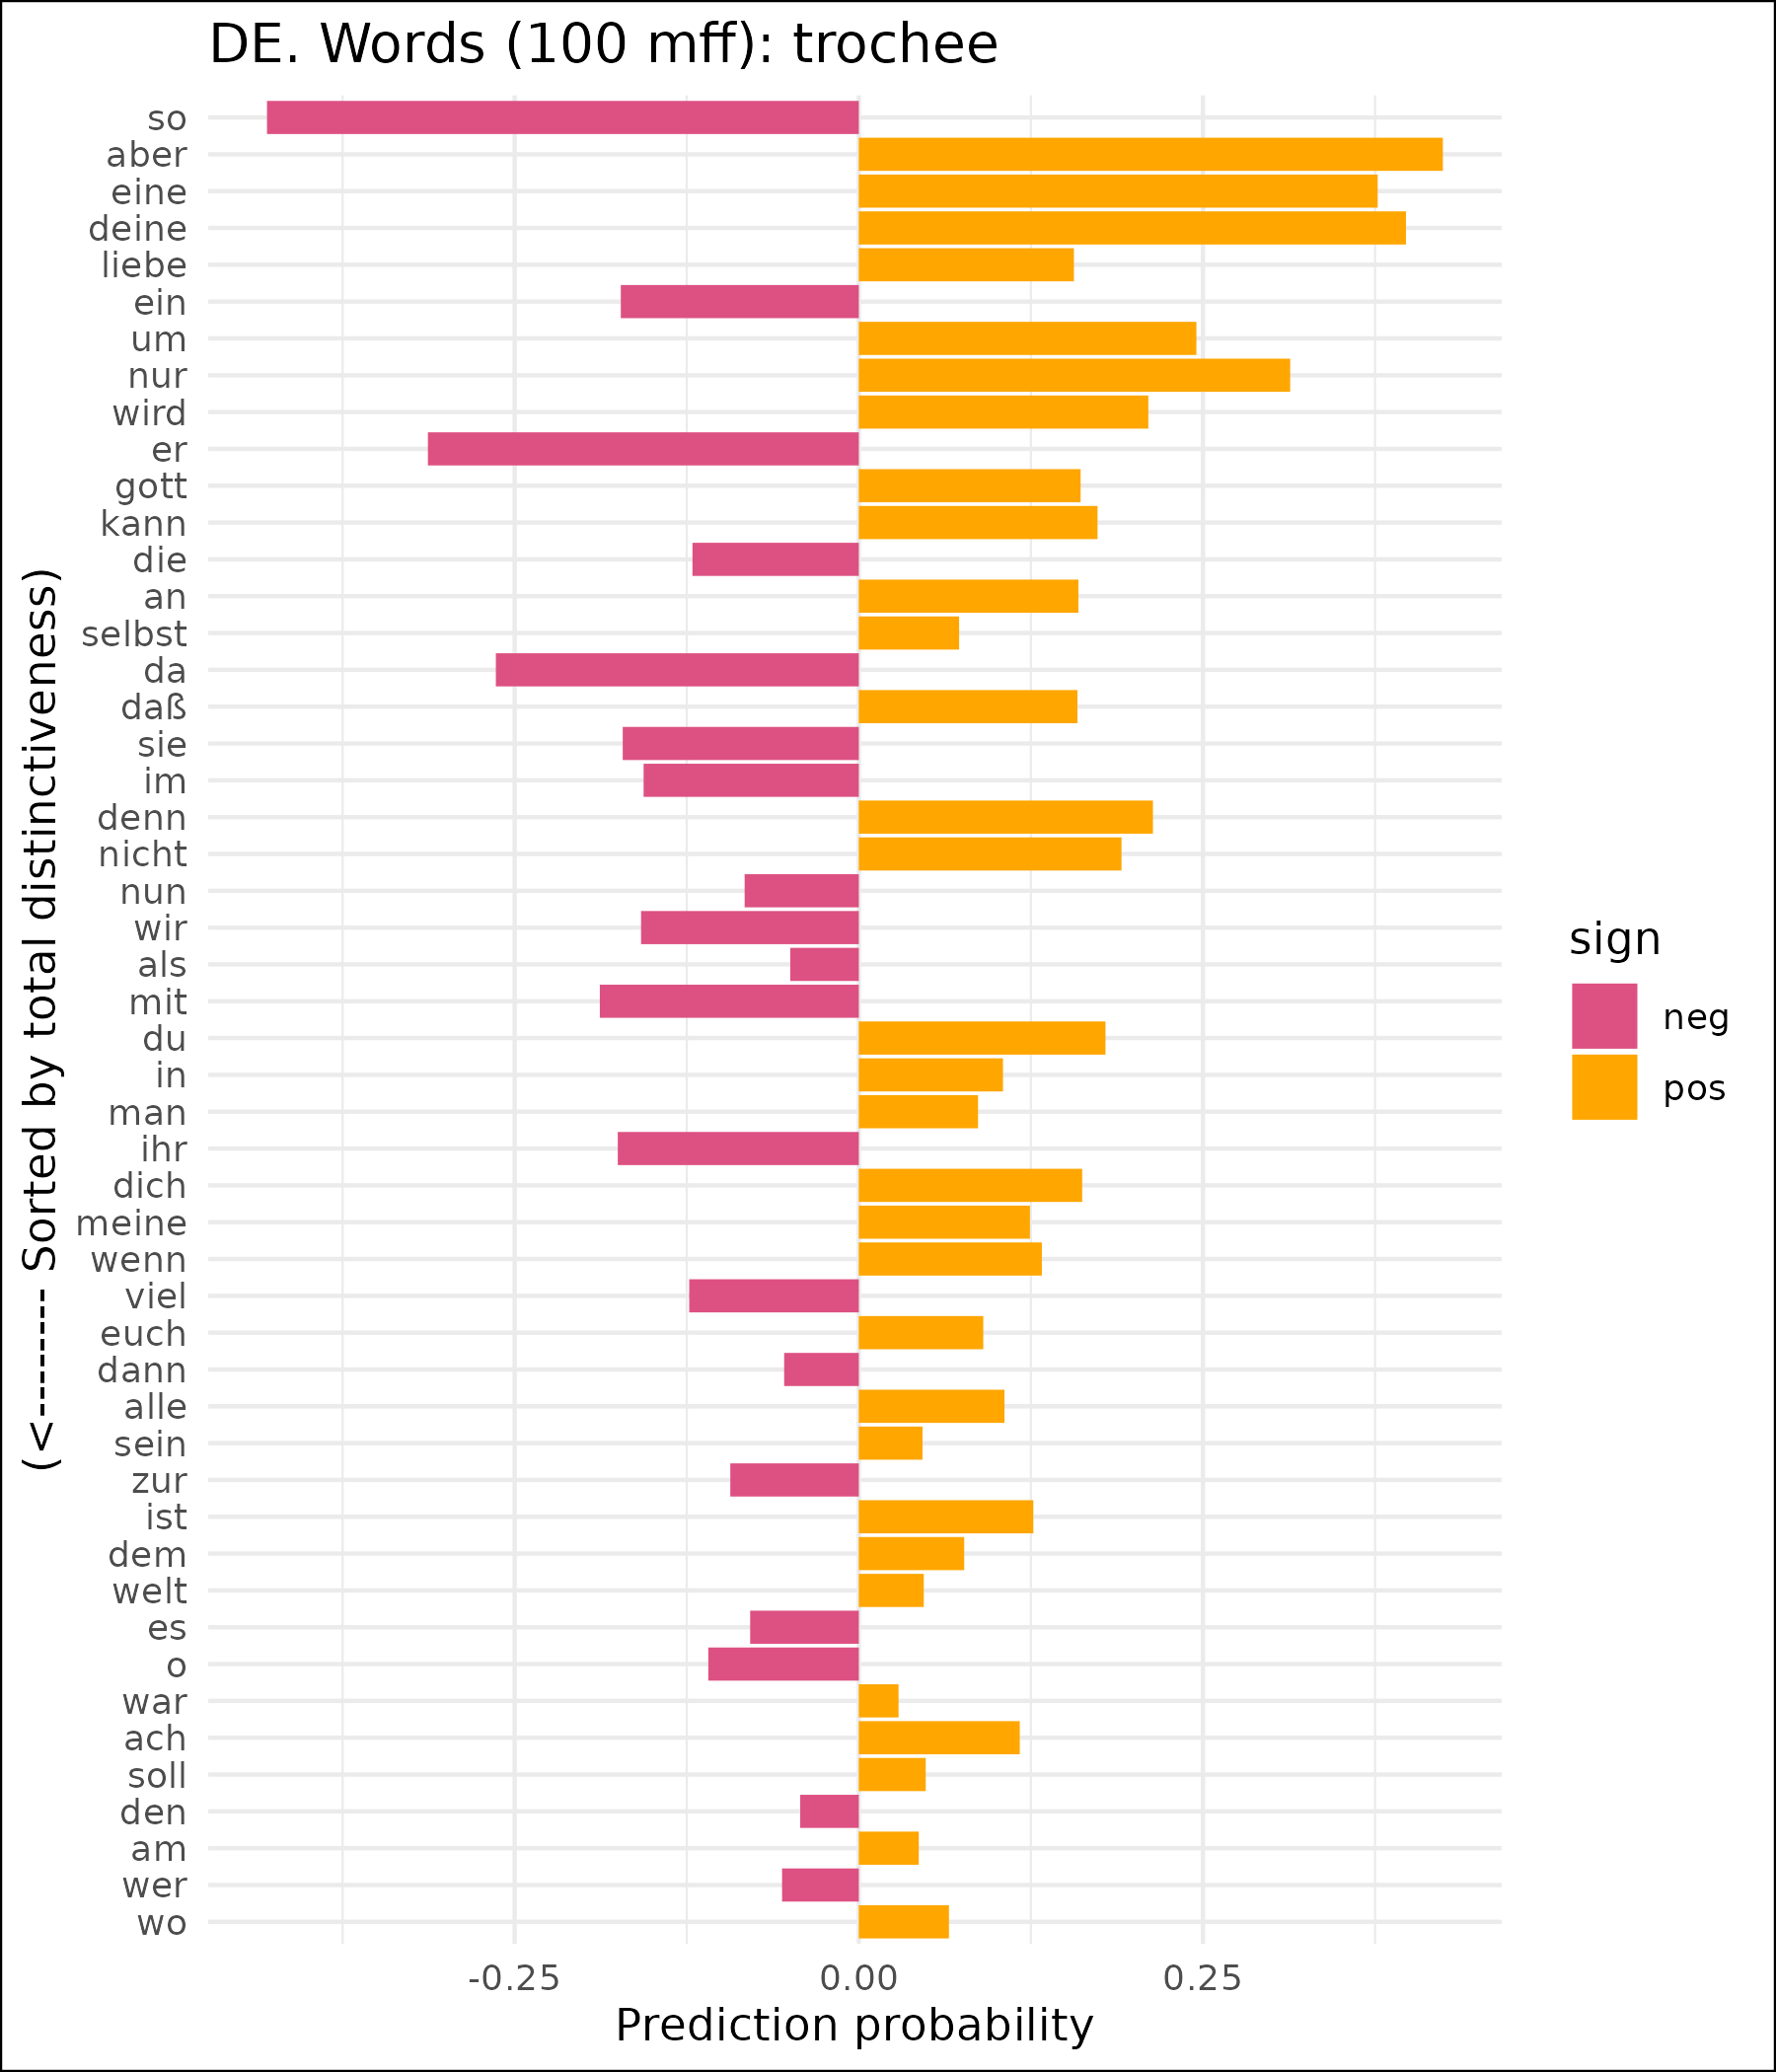 DE. Words (100 mff): trochee
so
aber
eine
deine
liebe
ein
um
nur
wird
er
gott
kann
die
an
selbst
da
daß
sie
im
denn
nicht
nun
wir
als
mit
du
in
man
ihr
dich
meine
wenn
viel
euch
dann
alle
sein
zur
ist
dem
welt
es
o
war
ach
soll
den
am
wer
wo
(<--------- Sorted by total distinctiveness)
-0.25 0.00 0.25
Prediction probability
sign
neg
pos